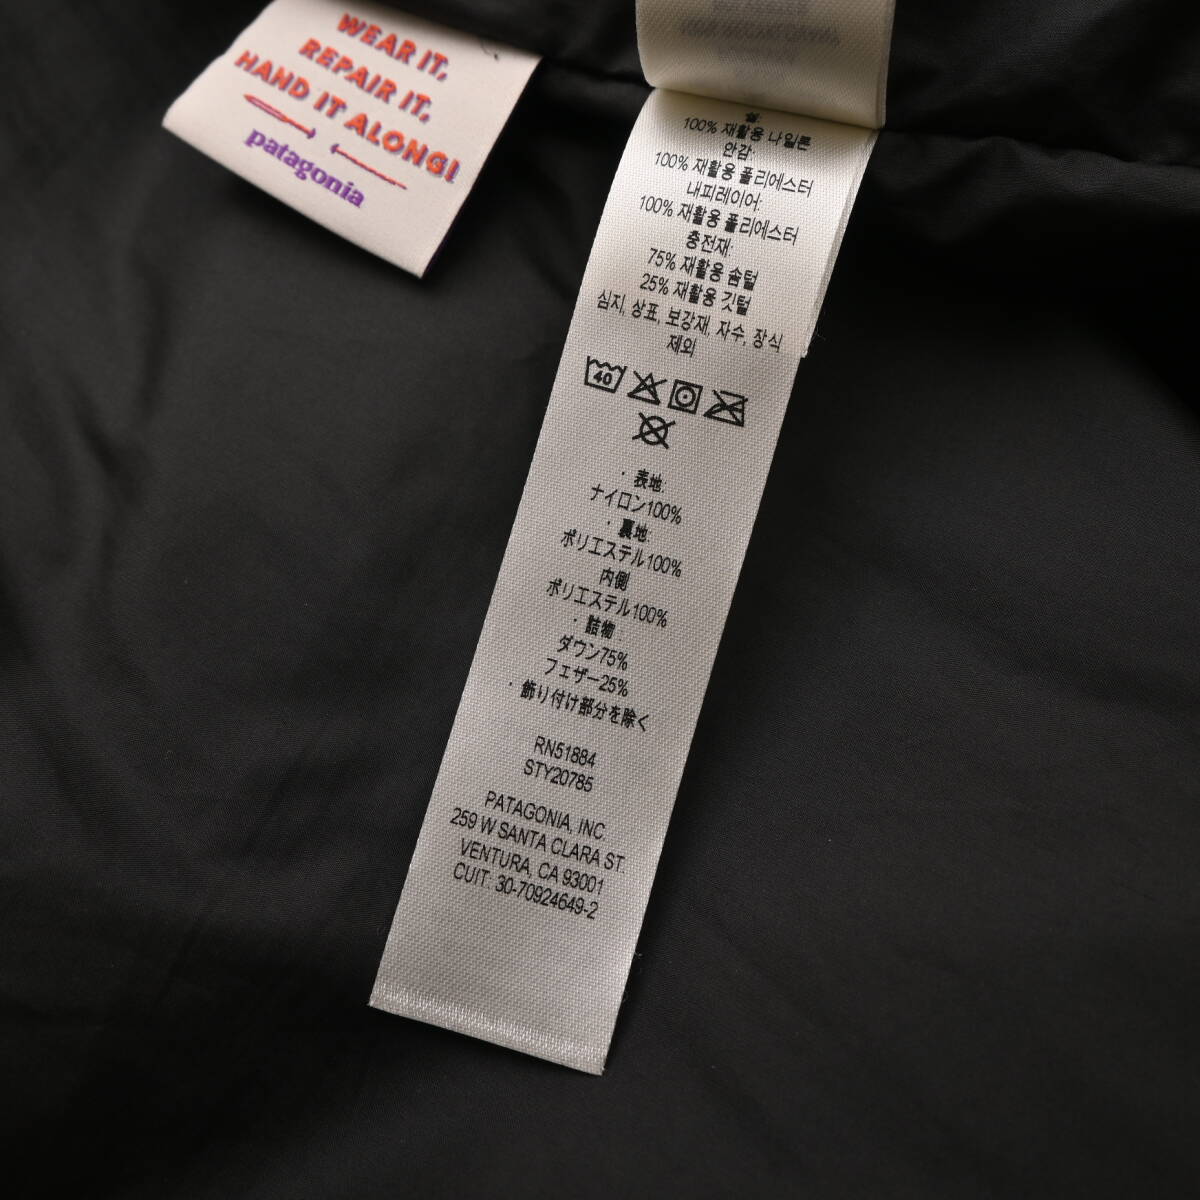 WEAR IT,
REPAIR IT,
HAND IT ALONG!
patagonia
겉:
100% 재활용 나일론
안감:
100% 재활용 폴리에스터
내피레이어:
100% 재활용 폴리에스터
충전재:
75% 재활용 솜털
25% 재활용 깃털
심지, 상표, 보강재, 자수, 장식
제외
40
・表地:
ナイロン100%
・裏地:
ポリエステル100%
内側
ポリエステル100%
・詰物:
ダウン75%
フェザー25%
・飾り付け部分を除く
RN51884
STY20785
PATAGONIA, INC.
259 W SANTA CLARA ST.
VENTURA, CA 93001
CUIT: 30-70924649-2